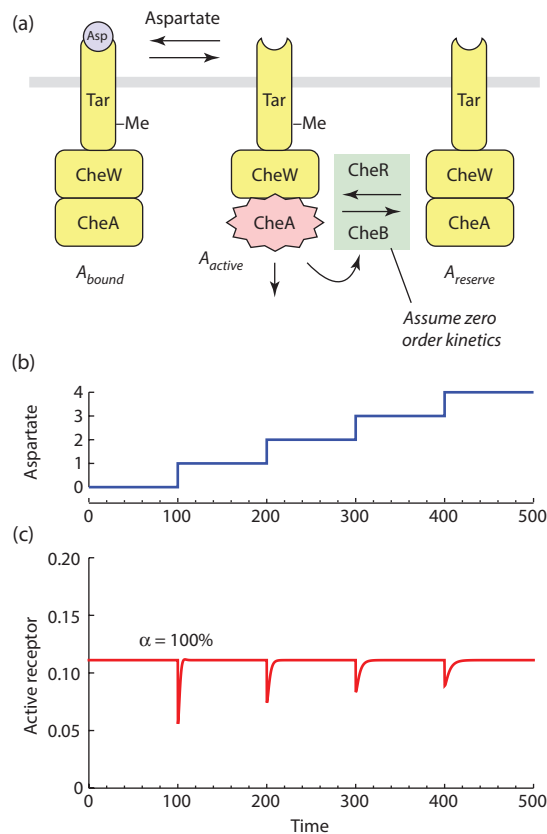 (a)
Aspartate
Asp
Tar
Tar
Tar
–Me
–Me
CheW
CheW
CheR
CheW
CheA
CheA
CheB
CheA
A_bound
A_active
A_reserve
Assume zero
order kinetics
(b)
Aspartate
4
3
2
1
0
0 100 200 300 400 500
(c)
Active receptor
0.20
0.15
α = 100%
0.10
0.05
0
0 100 200 300 400 500
Time